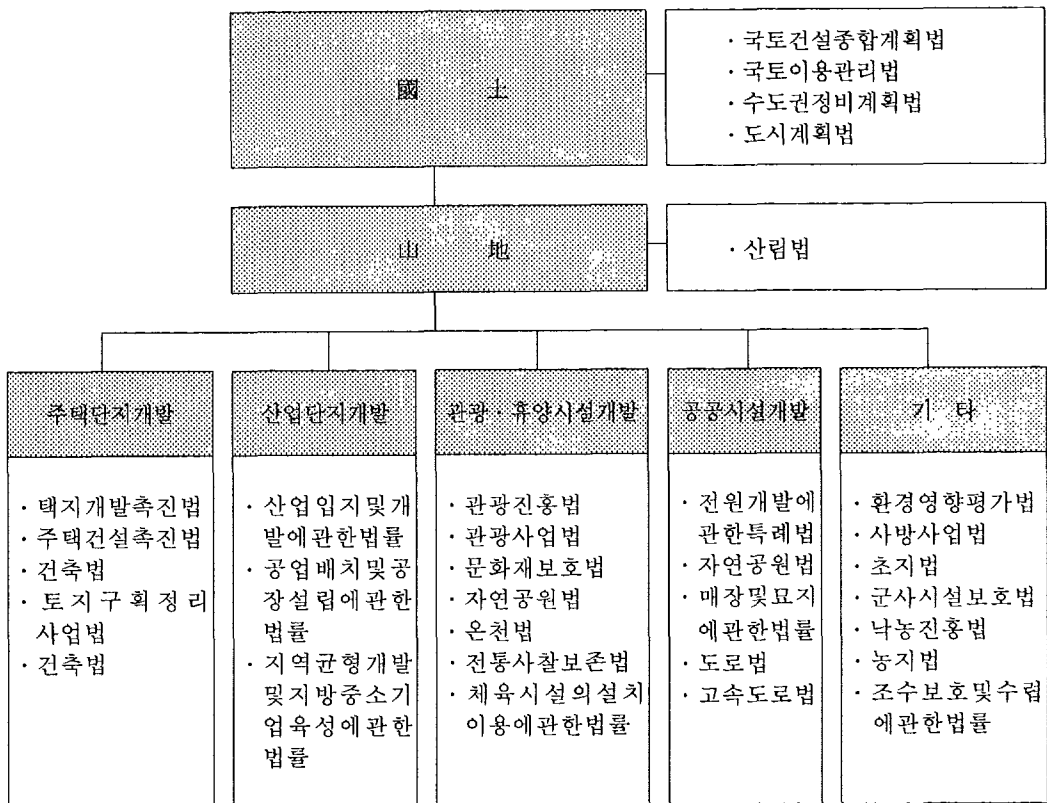 國 土
· 국토건설종합계획법
· 국토이용관리법
· 수도권정비계획법
· 도시계획법
山 地
· 산림법
주택단지개발
· 택지개발촉진법
· 주택건설촉진법
· 건축법
· 토지구획정리
사업법
· 건축법
산업단지개발
· 산업입지및개
발에관한법률
· 공업배치및공
장설립에관한
법률
· 지역균형개발
및지방중소기
업육성에관한
법률
관광 · 휴양시설개발
· 관광진흥법
· 관광사업법
· 문화재보호법
· 자연공원법
· 온천법
· 전통사찰보존법
· 체육시설의설치
이용에관한법률
공공시설개발
· 전원개발에
관한특례법
· 자연공원법
· 매장및묘지
에관한법률
· 도로법
· 고속도로법
기 타
· 환경영향평가법
· 사방사업법
· 초지법
· 군사시설보호법
· 낙농진흥법
· 농지법
· 조수보호및수렵
에관한법률